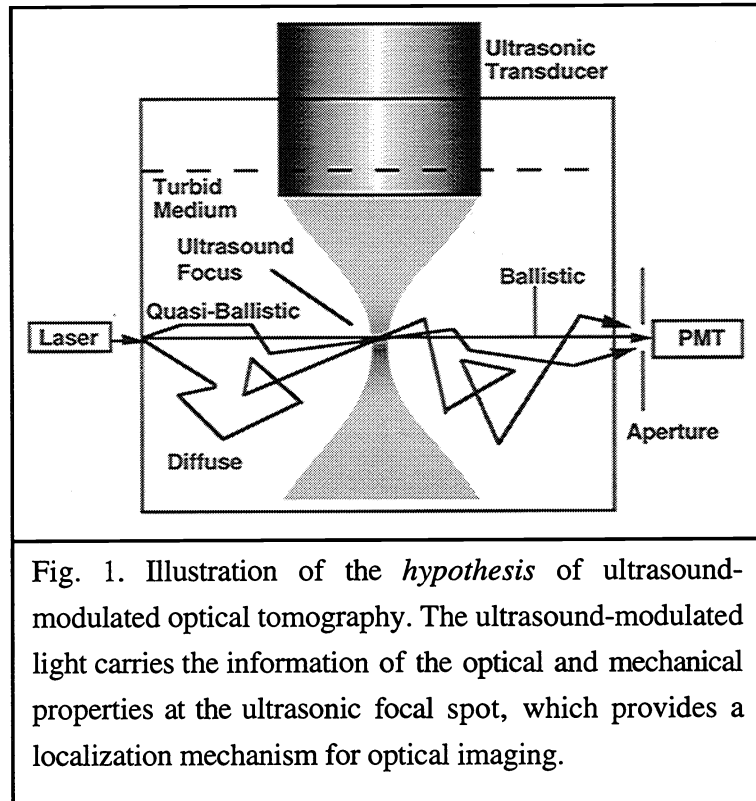 Ultrasonic
Transducer
Turbid
Medium
Ultrasound
Focus
Ballistic
Quasi-Ballistic
Laser
PMT
Aperture
Diffuse
Fig. 1. Illustration of the hypothesis of ultrasound-
modulated optical tomography. The ultrasound-modulated
light carries the information of the optical and mechanical
properties at the ultrasonic focal spot, which provides a
localization mechanism for optical imaging.